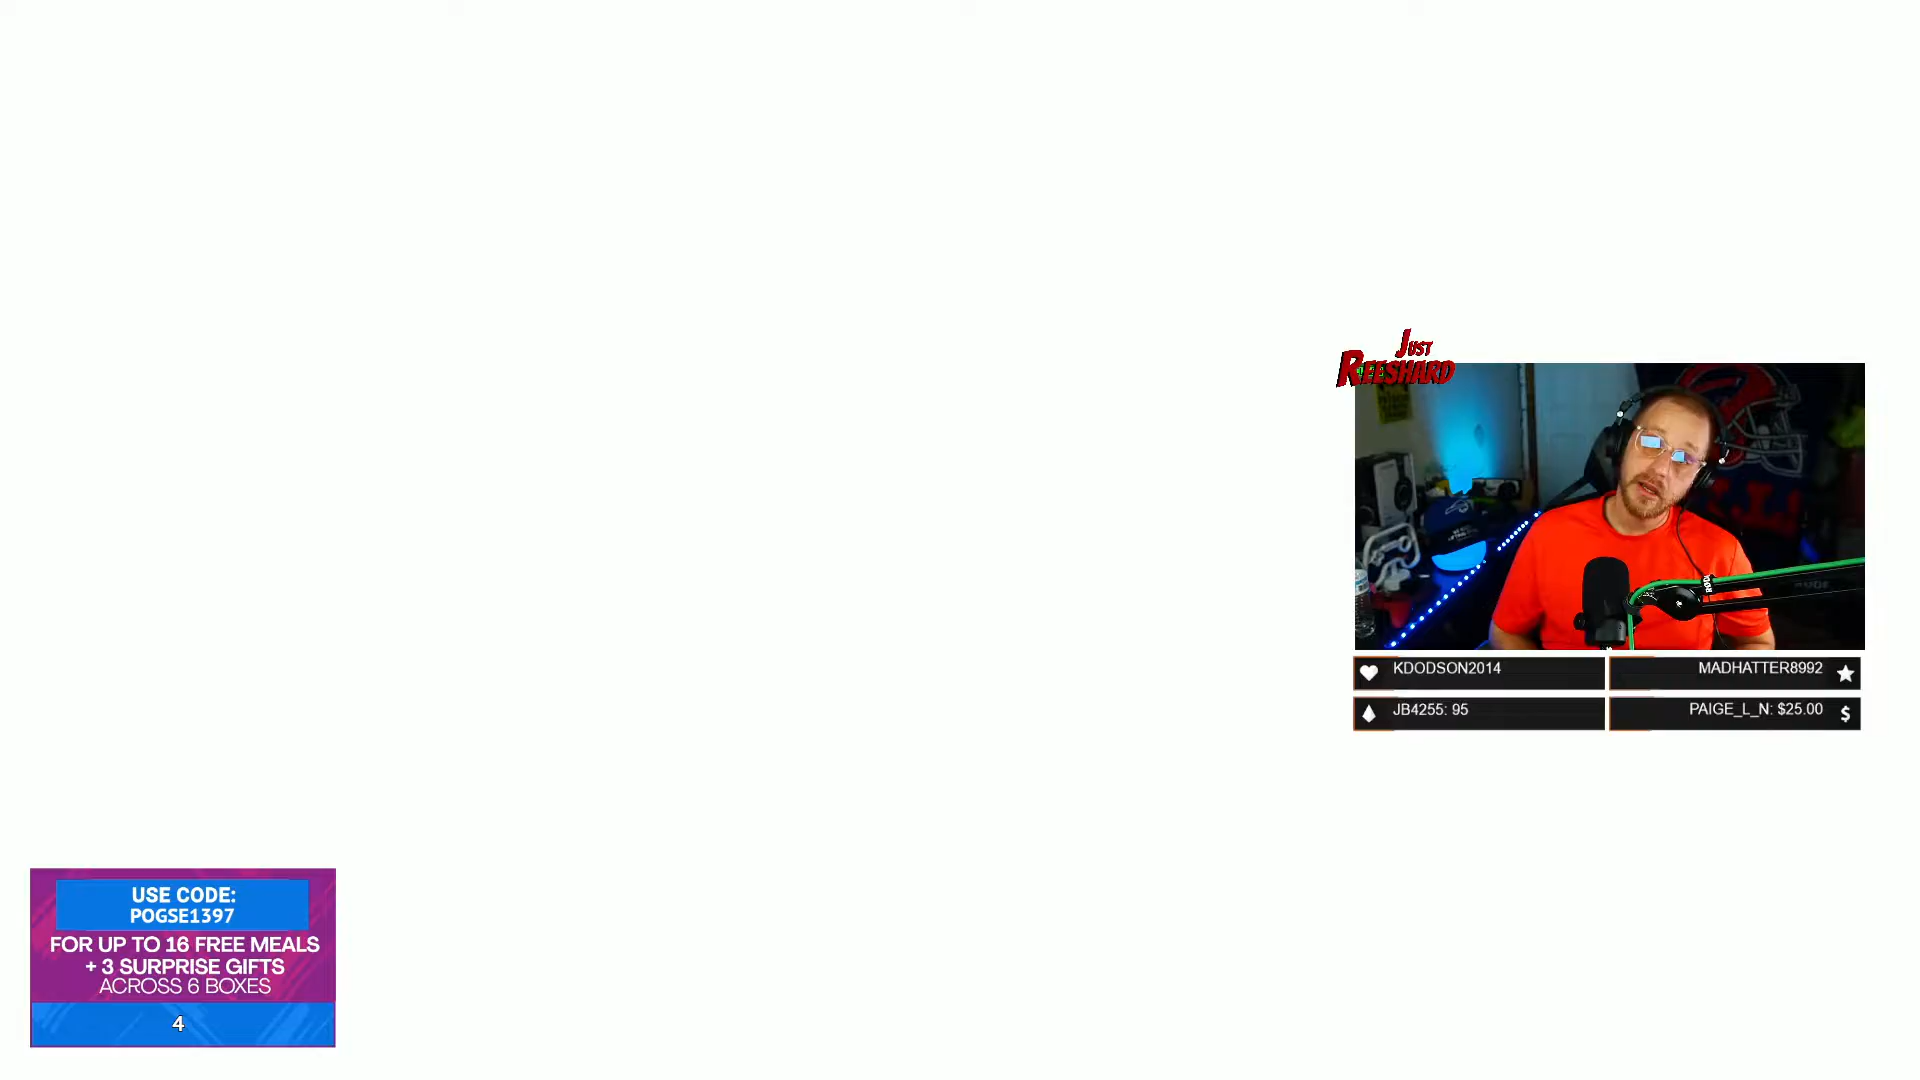 JUST
REESHARD
KDODSON2014
MADHATTER8992
JB4255: 95
PAIGE_L_N: $25.00
$
USE CODE:
POGSE1397
FOR UP TO 16 FREE MEALS
+ 3 SURPRISE GIFTS
ACROSS 6 BOXES
4